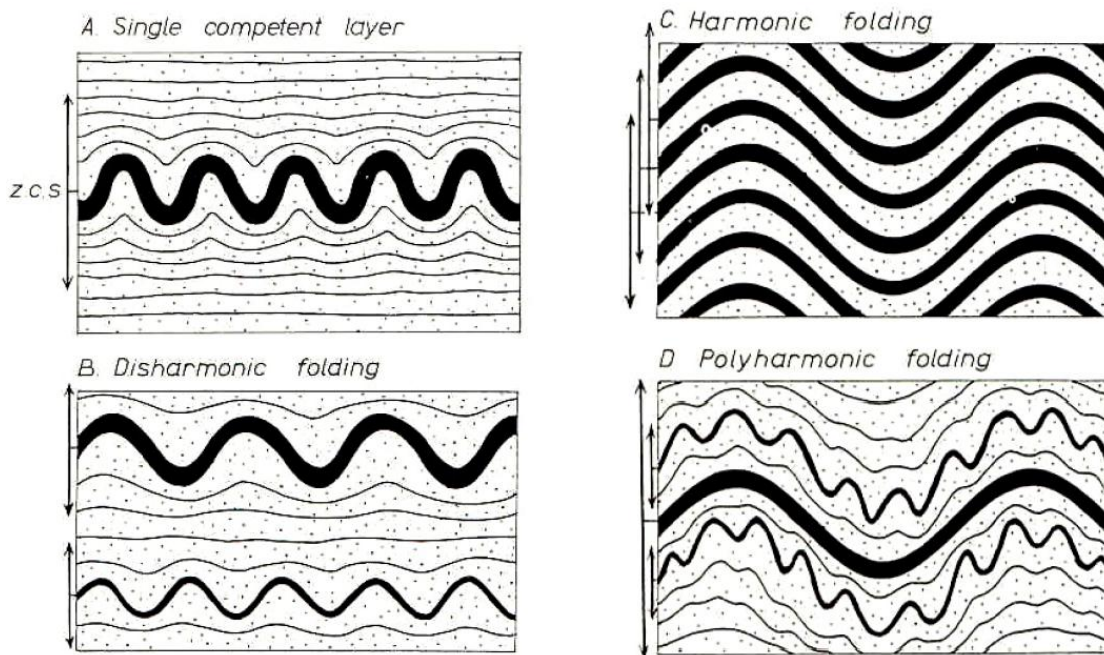 A. Single competent layer
Z.C.S
B. Disharmonic folding
C. Harmonic folding
D Polyharmonic folding